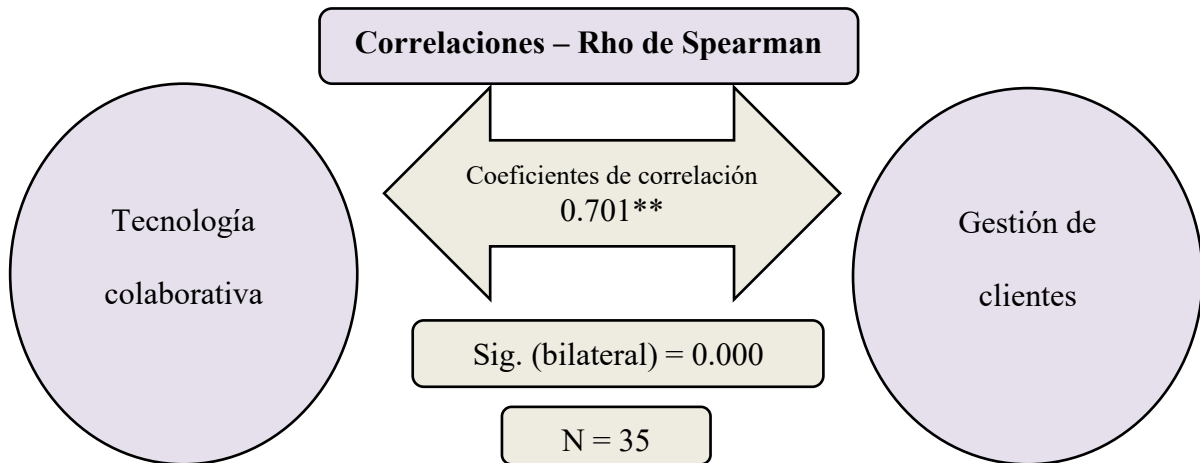 Correlaciones – Rho de Spearman
Tecnología
colaborativa
Coeficientes de correlación
0.701**
Gestión de
clientes
Sig. (bilateral) = 0.000
N = 35